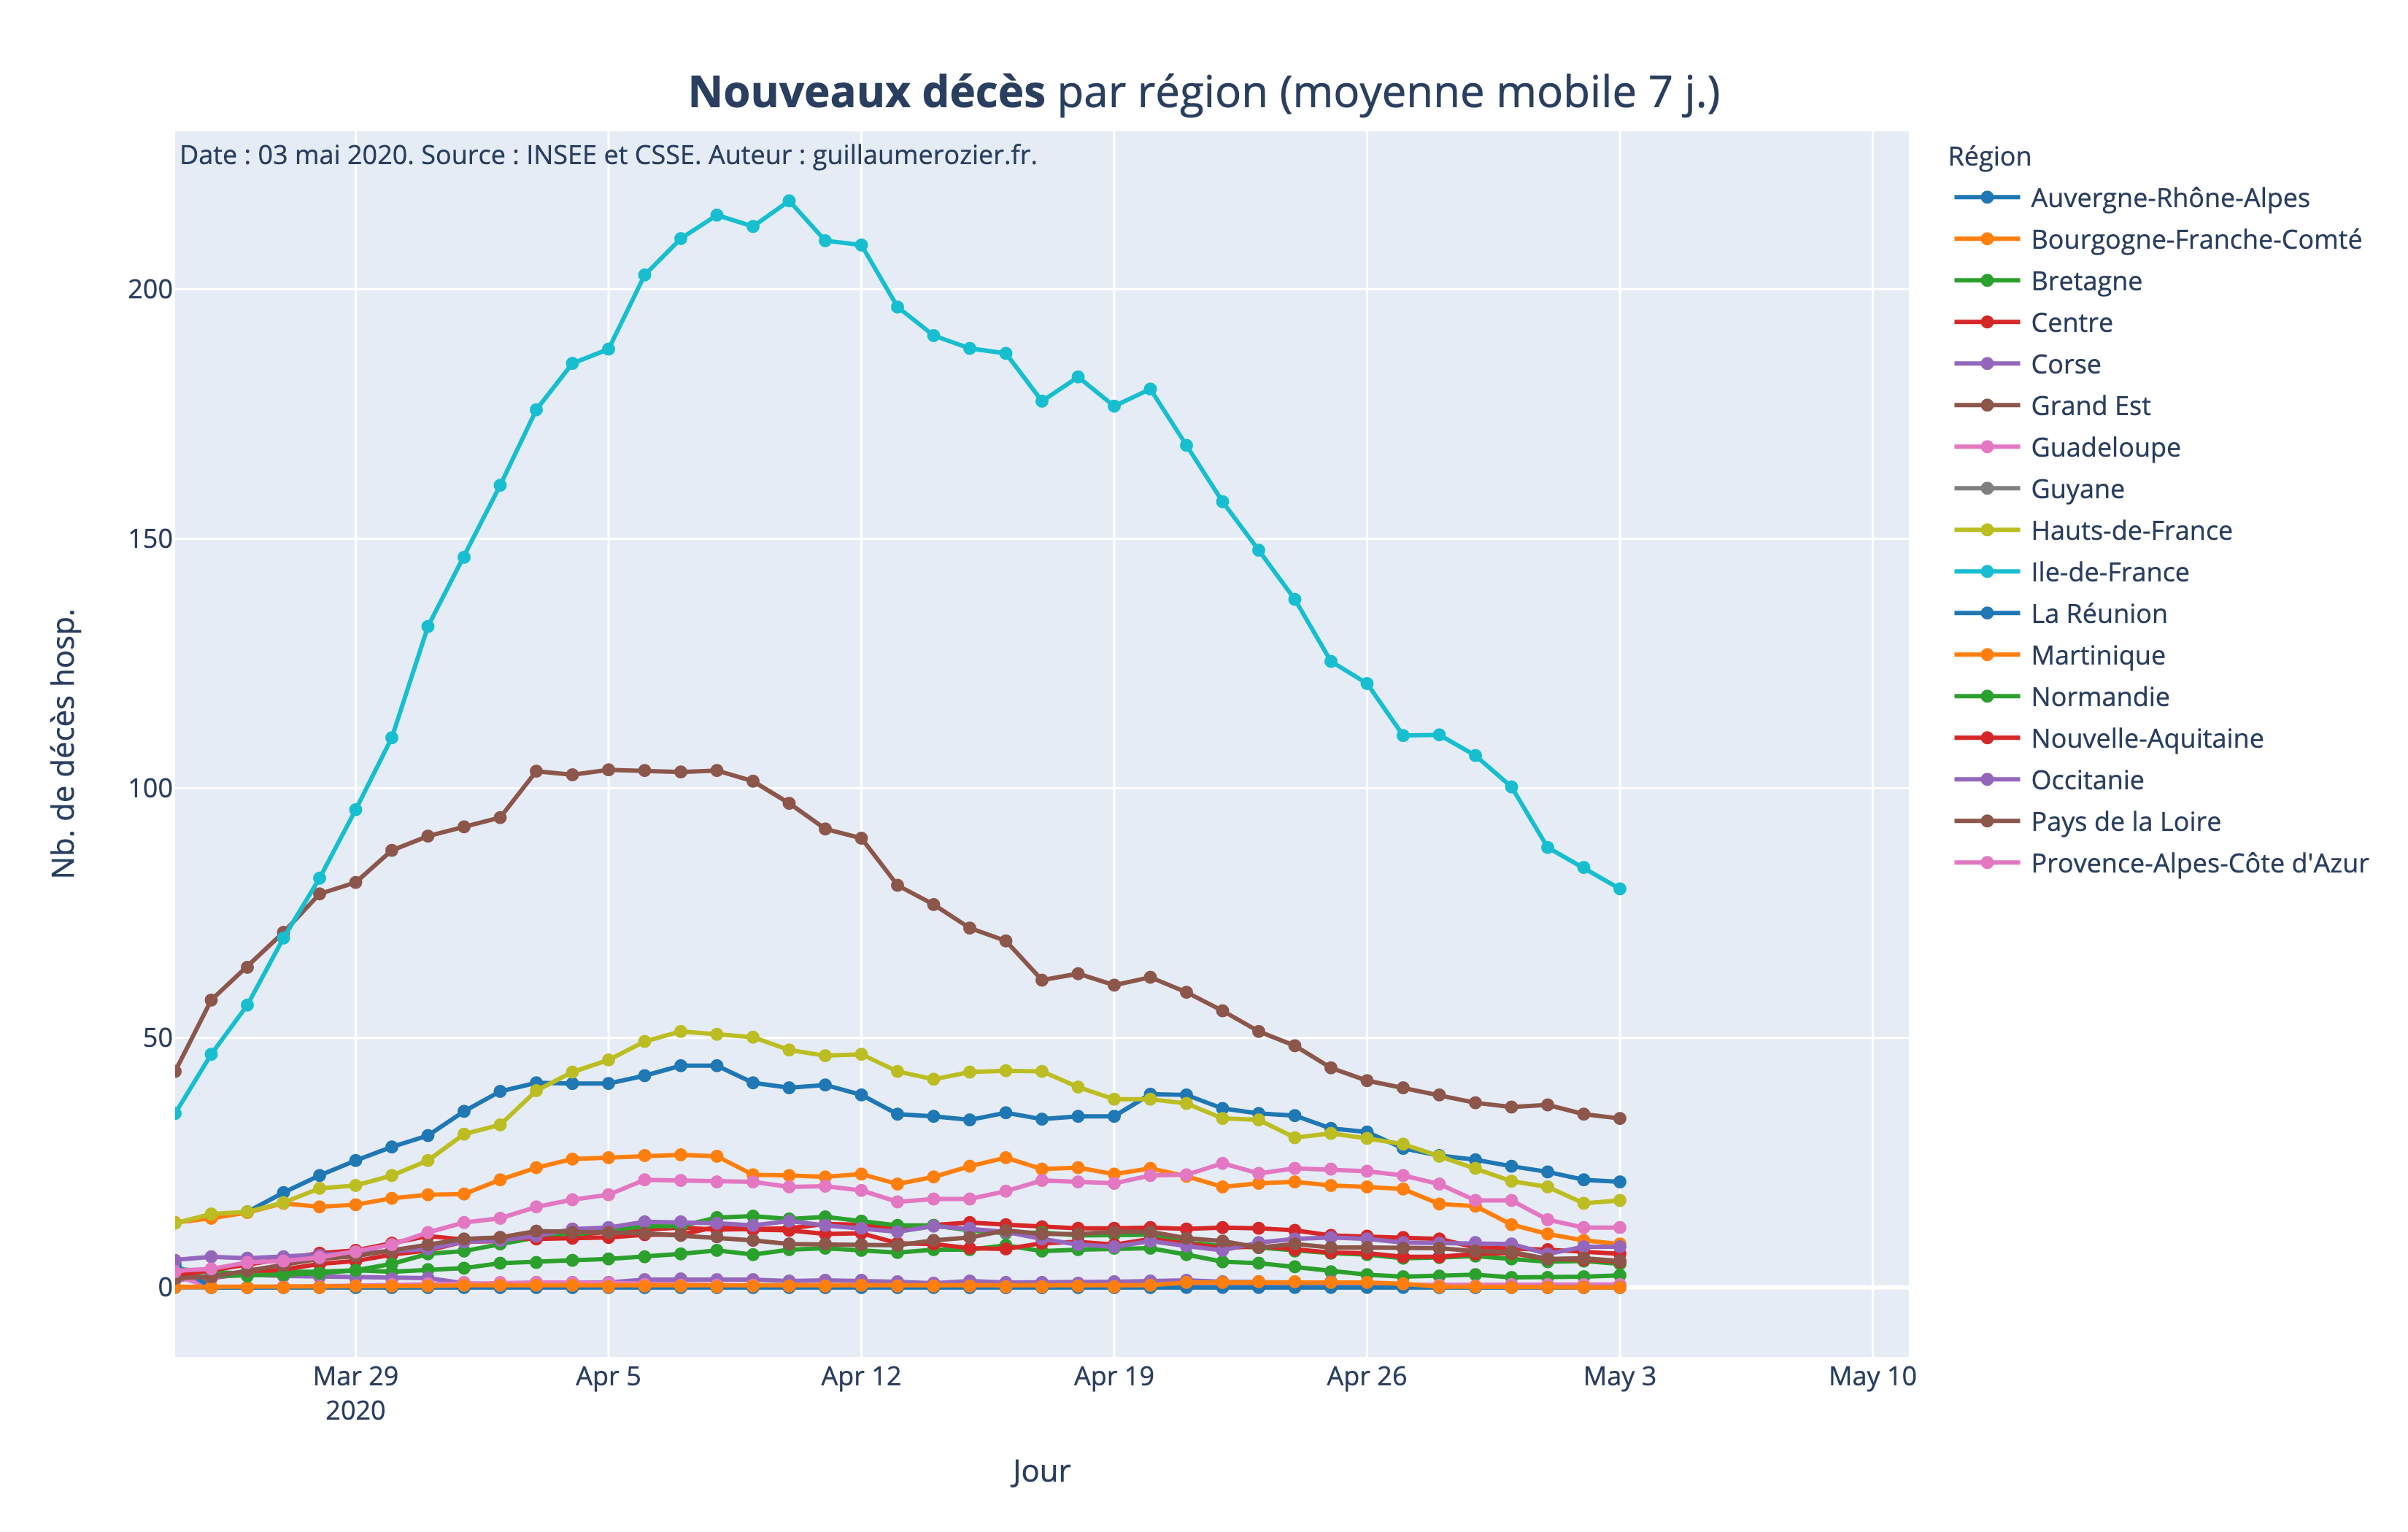 Nouveaux décès par région (moyenne mobile 7 j.)
Date : 03 mai 2020. Source : INSEE et CSSE. Auteur : guillaumerozier.fr.
Nb. de décès hosp.
200
150
100
50
0
Mar 29
2020
Apr 5
Apr 12
Apr 19
Apr 26
May 3
May 10
Jour
Région
Auvergne-Rhône-Alpes
Bourgogne-Franche-Comté
Bretagne
Centre
Corse
Grand Est
Guadeloupe
Guyane
Hauts-de-France
Ile-de-France
La Réunion
Martinique
Normandie
Nouvelle-Aquitaine
Occitanie
Pays de la Loire
Provence-Alpes-Côte d'Azur